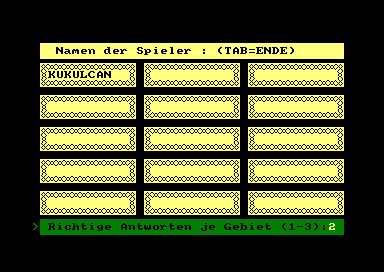 Namen der Spieler : (TAB=ENDE)
KUKULCAN
> Richtige Antworten je Gebiet (1-3):2